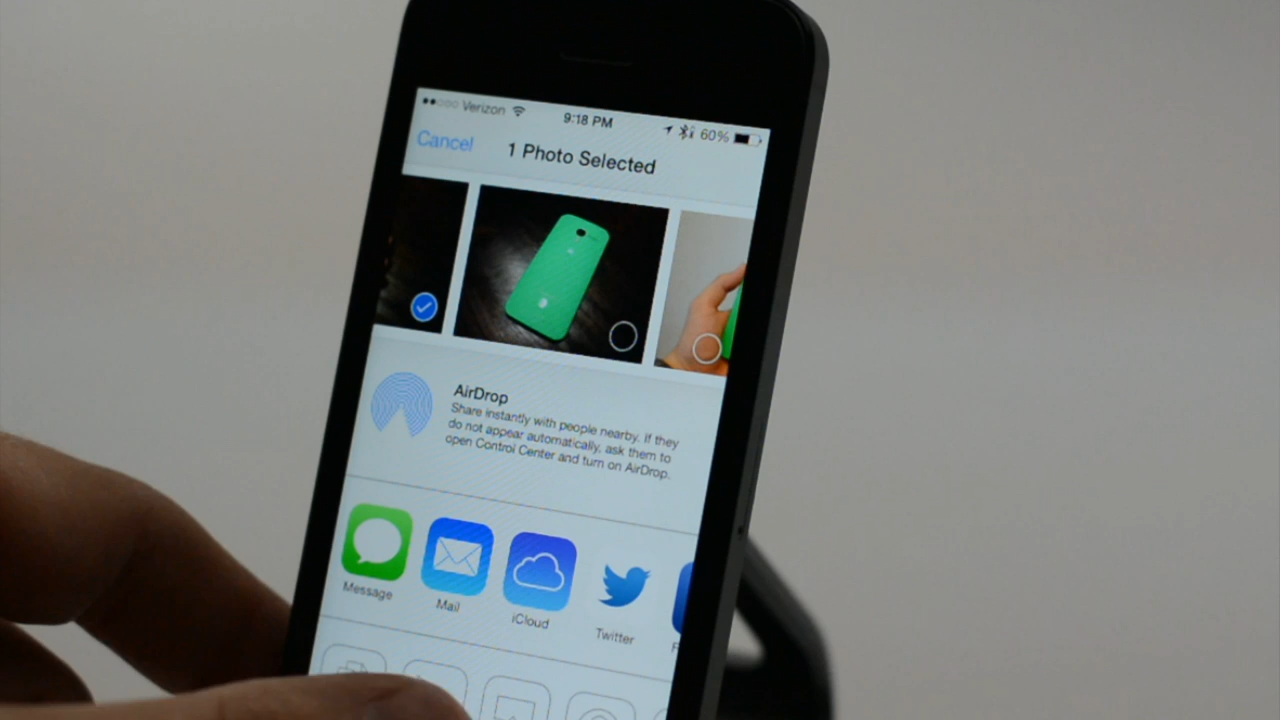 Verizon
9:18 PM
60%
Cancel
1 Photo Selected
AirDrop
Share instantly with people nearby. If they
do not appear automatically, ask them to
open Control Center and turn on AirDrop.
Message
Mail
iCloud
Twitter